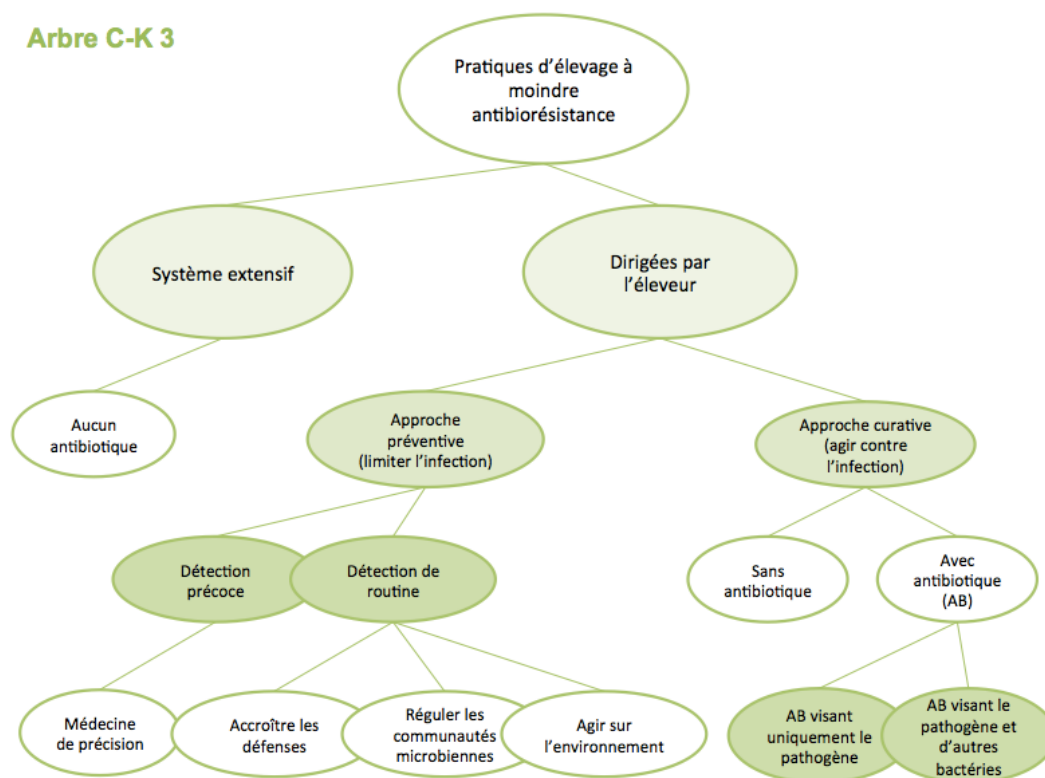 Arbre C-K 3
Pratiques d'élevage à
moindre
antibiorésistance
Système extensif
Dirigées par
l'éleveur
Aucun
antibiotique
Approche
préventive
(limiter l'infection)
Approche curative
(agir contre
l'infection)
Détection
précoce
Détection de
routine
Sans
antibiotique
Avec
antibiotique
(AB)
Médecine
de précision
Accroître les
défenses
Réguler les
communautés
microbiennes
Agir sur
l'environnement
AB visant
uniquement le
pathogène
AB visant le
pathogène et
d'autres
bactéries